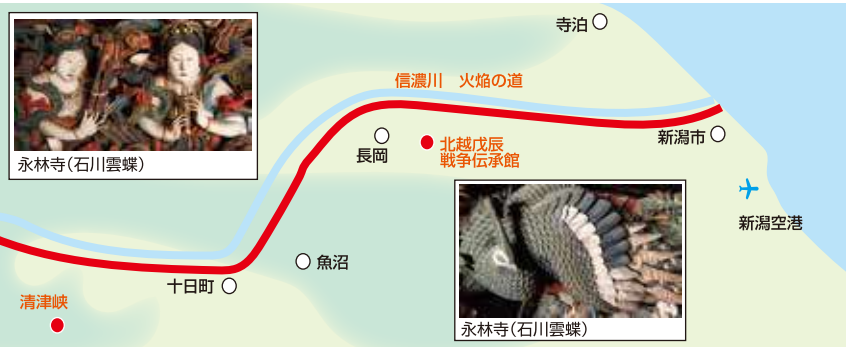 寺泊
信濃川　火焔の道
永林寺（石川雲蝶）
長岡
北越戊辰
戦争伝承館
新潟市
新潟空港
魚沼
十日町
清津峡
永林寺（石川雲蝶）